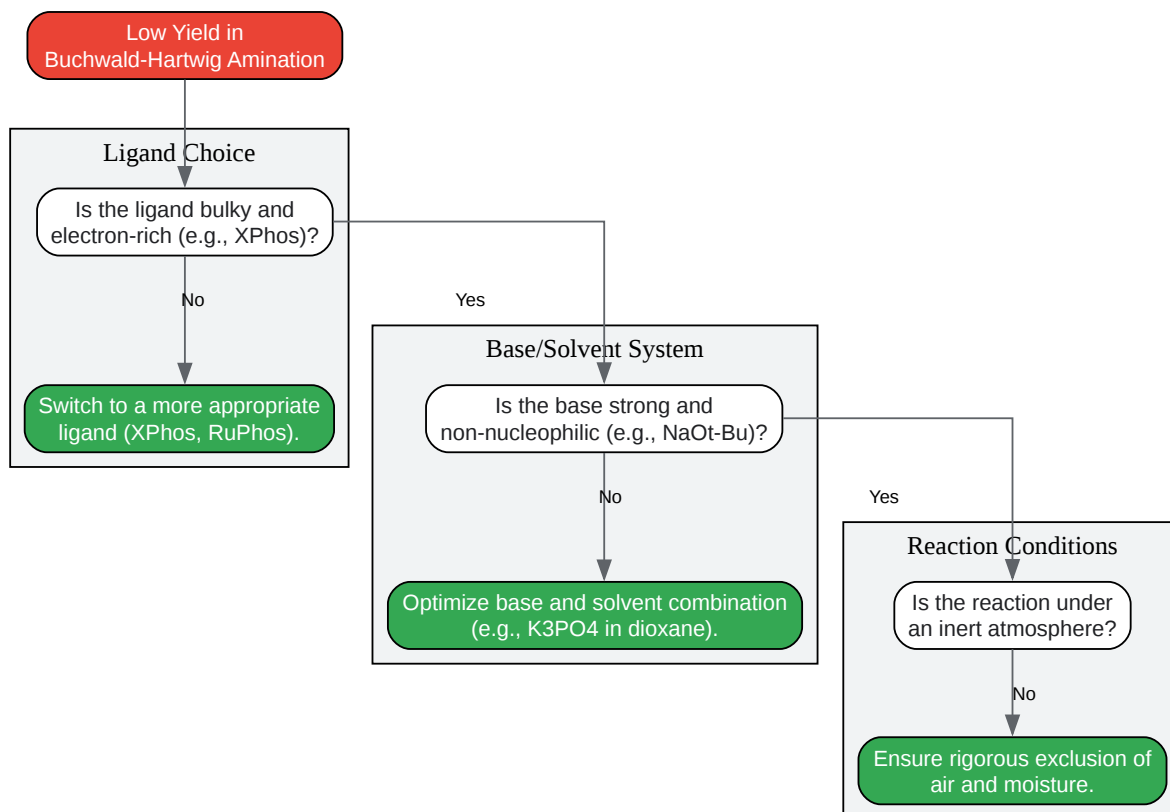 Low Yield in
Buchwald-Hartwig Amination
Ligand Choice
Is the ligand bulky and
electron-rich (e.g., XPhos)?
No
Yes
Switch to a more appropriate
ligand (XPhos, RuPhos).
Base/Solvent System
Is the base strong and
non-nucleophilic (e.g., NaOt-Bu)?
No
Yes
Optimize base and solvent combination
(e.g., K3PO4 in dioxane).
Reaction Conditions
Is the reaction under
an inert atmosphere?
No
Ensure rigorous exclusion of
air and moisture.